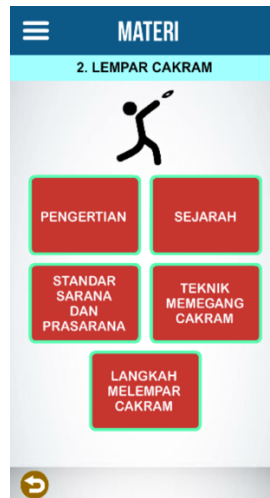 MATERI
2. LEMPAR CAKRAM
PENGERTIAN
SEJARAH
STANDAR
SARANA
DAN
PRASARANA
TEKNIK
MEMEGANG
CAKRAM
LANGKAH
MELEMPAR
CAKRAM